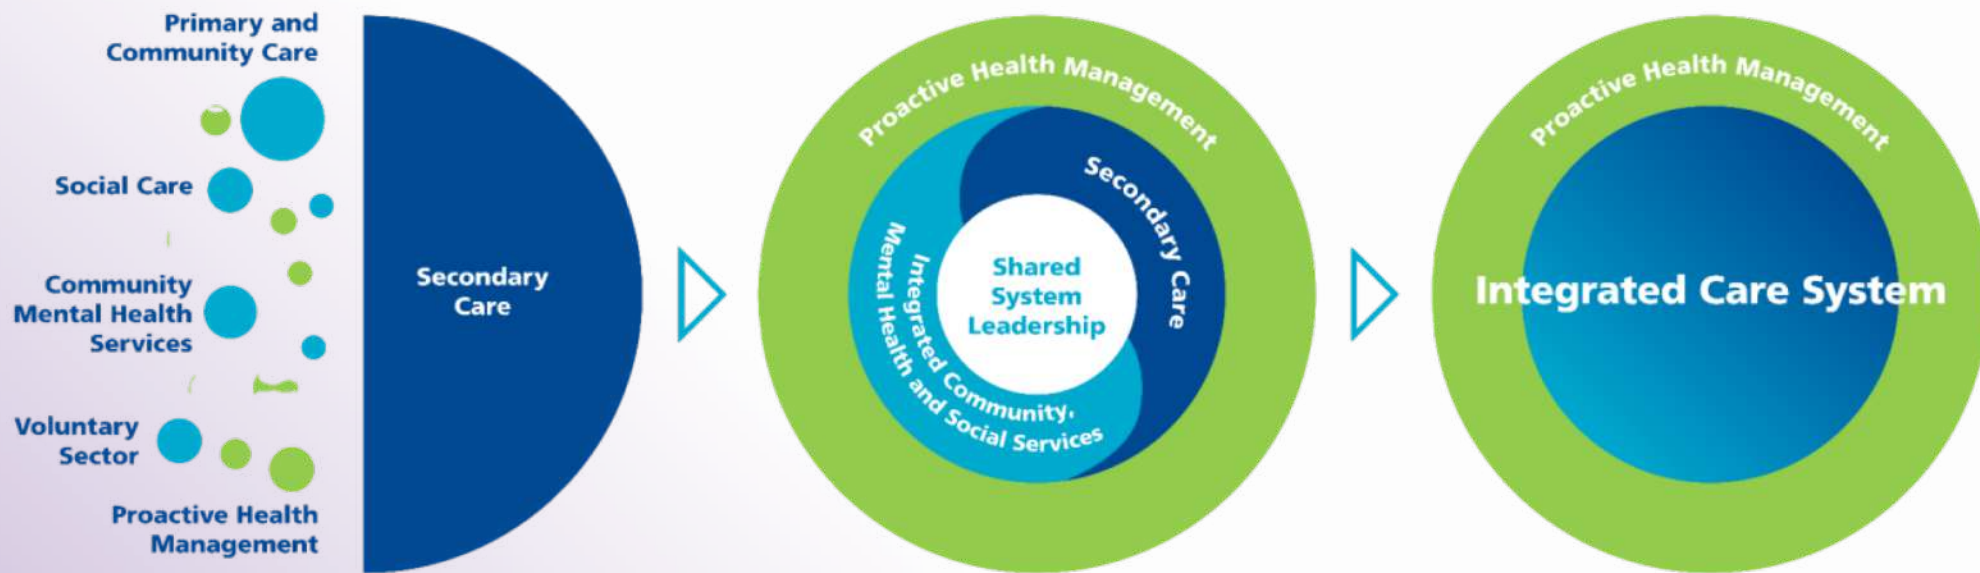 Primary and
Community Care
Social Care
Community
Mental Health
Services
Voluntary
Sector
Proactive Health
Management
Secondary
Care
Proactive Health Management
Secondary Care
Shared
System
Leadership
Integrated Community,
Mental Health and Social Services
Proactive Health Management
Integrated Care System